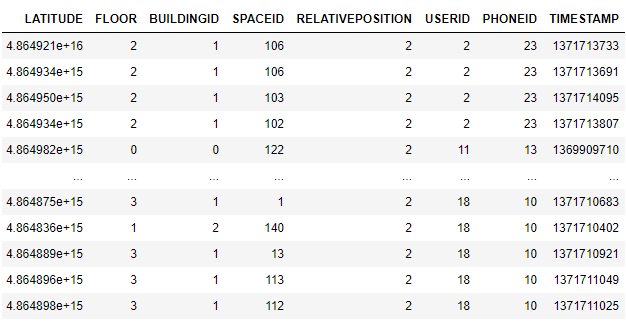 LATITUDE FLOOR BUILDINGID SPACEID RELATIVEPOSITION USERID PHONEID TIMESTAMP
4.864921e+16 2 1 106 2 2 23 1371713733
4.864934e+15 2 1 106 2 2 23 1371713691
4.864950e+15 2 1 103 2 2 23 1371714095
4.864934e+15 2 1 102 2 2 23 1371713807
4.864982e+15 0 0 122 2 11 13 1369909710
... ... ... ... ... ... ... ...
4.864875e+15 3 1 1 2 18 10 1371710683
4.864836e+15 1 2 140 2 18 10 1371710402
4.864889e+15 3 1 13 2 18 10 1371710921
4.864896e+15 3 1 113 2 18 10 1371711049
4.864898e+15 3 1 112 2 18 10 1371711025